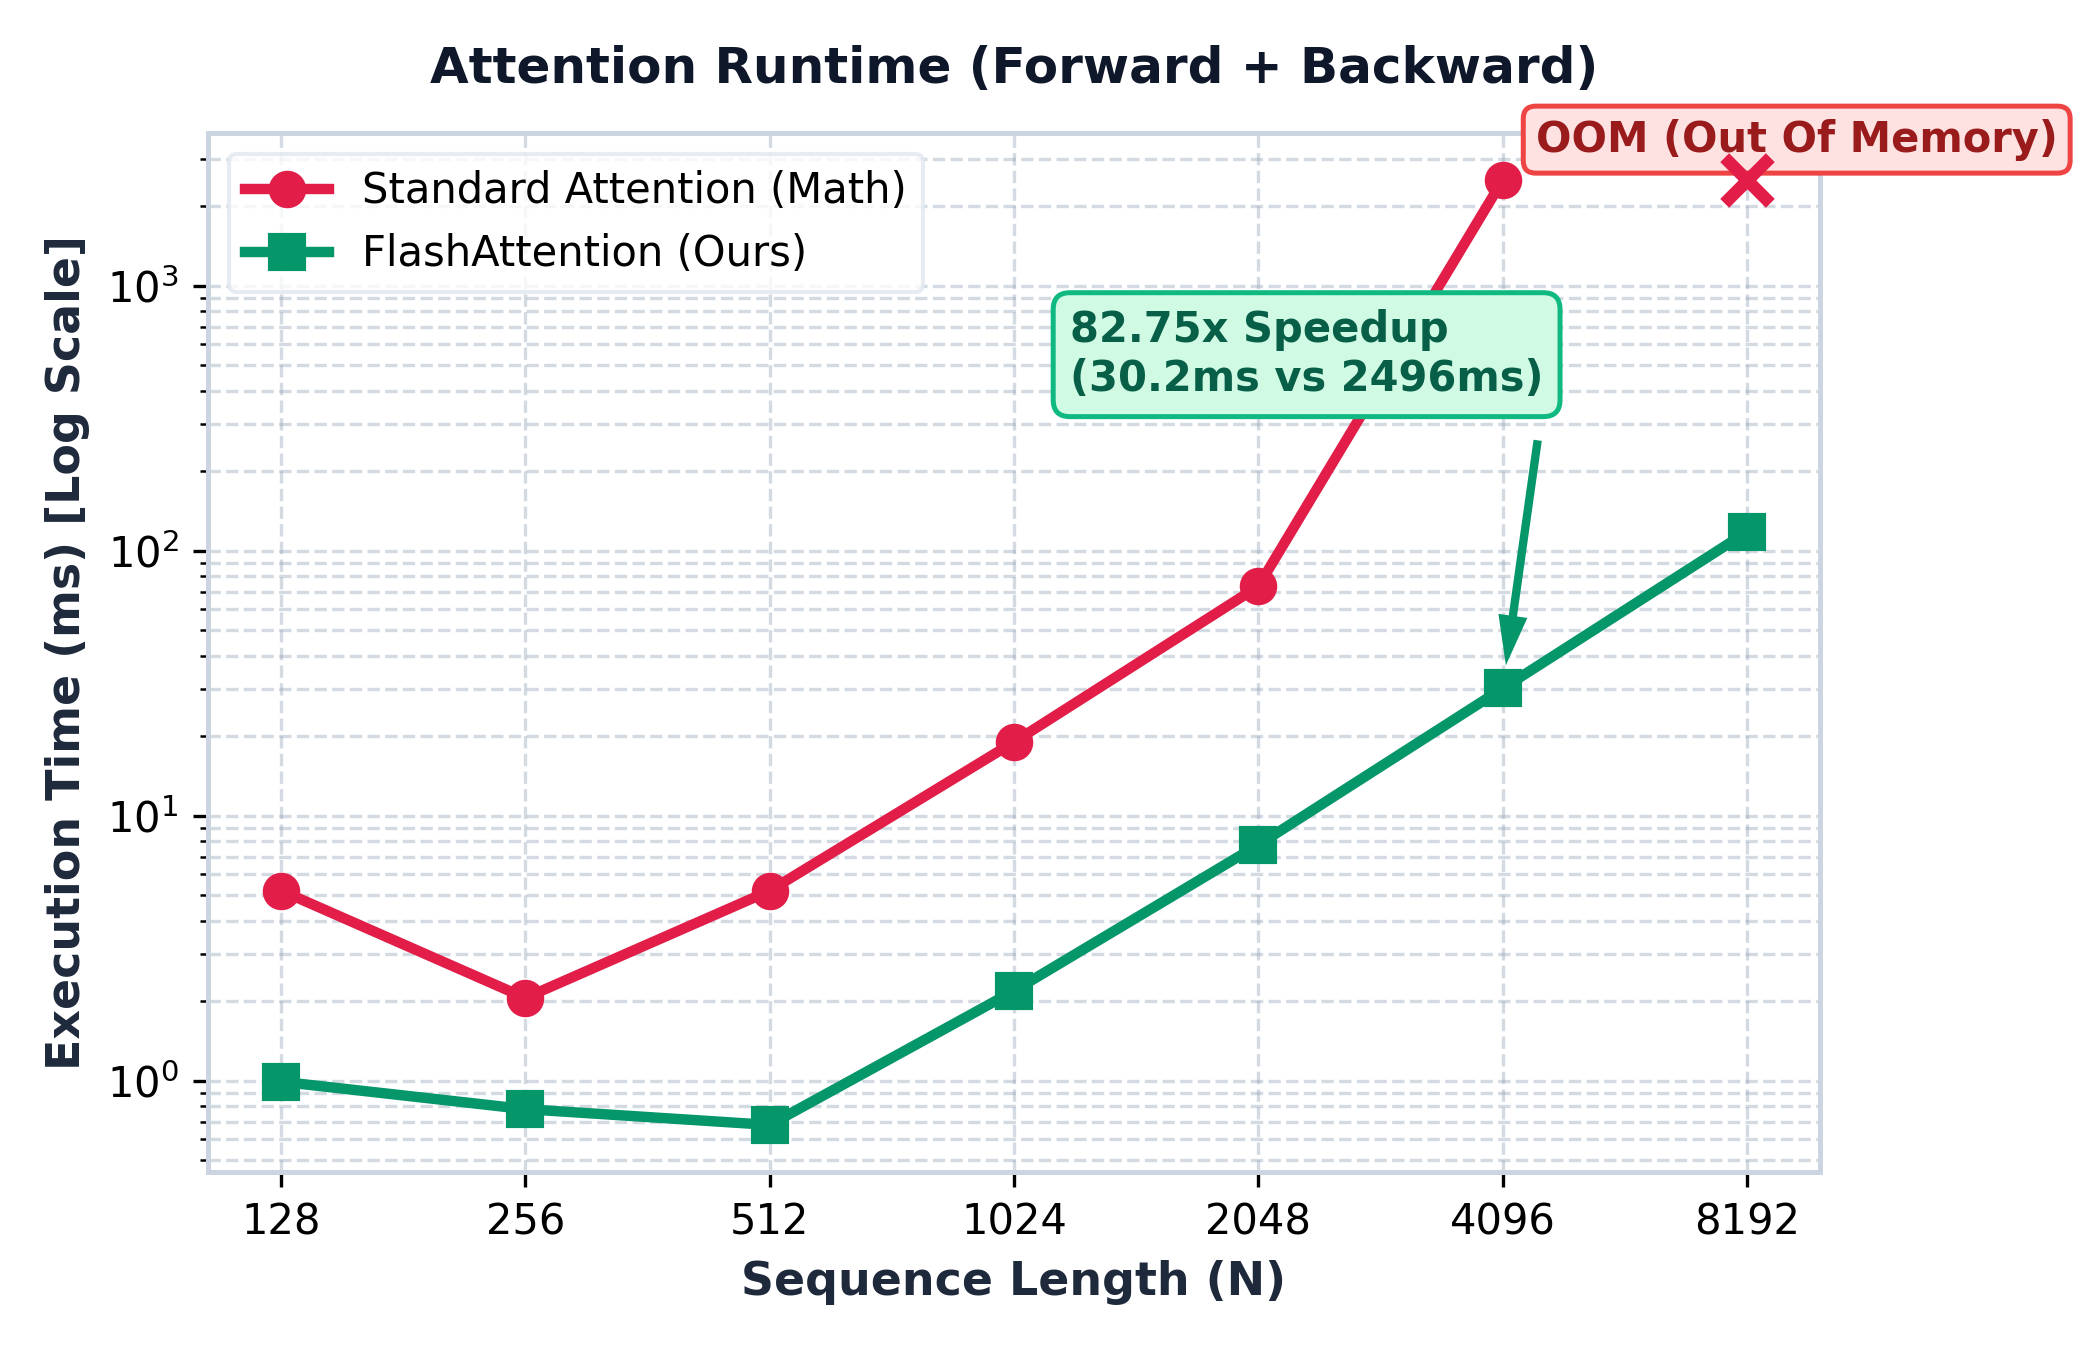 Attention Runtime (Forward + Backward)
OOM (Out Of Memory)
Standard Attention (Math)
FlashAttention (Ours)
82.75x Speedup
(30.2ms vs 2496ms)
Execution Time (ms) [Log Scale]
10³
10²
10¹
10⁰
128 256 512 1024 2048 4096 8192
Sequence Length (N)